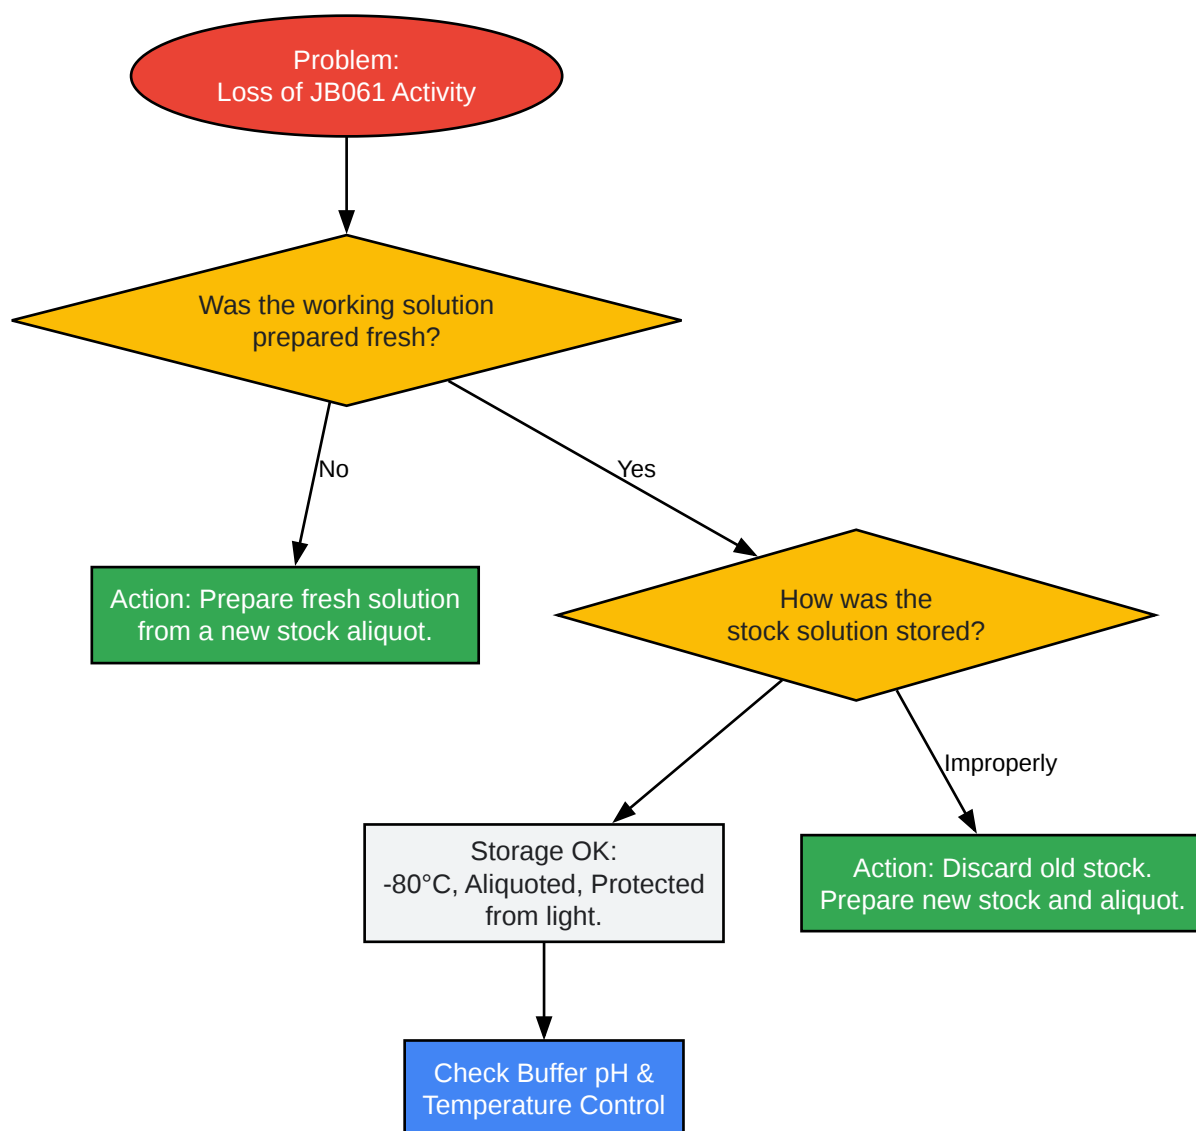 Problem:
Loss of JB061 Activity
Was the working solution
prepared fresh?
No
Yes
Action: Prepare fresh solution
from a new stock aliquot.
How was the
stock solution stored?
Improperly
Storage OK:
-80°C, Aliquoted, Protected
from light.
Action: Discard old stock.
Prepare new stock and aliquot.
Check Buffer pH &
Temperature Control